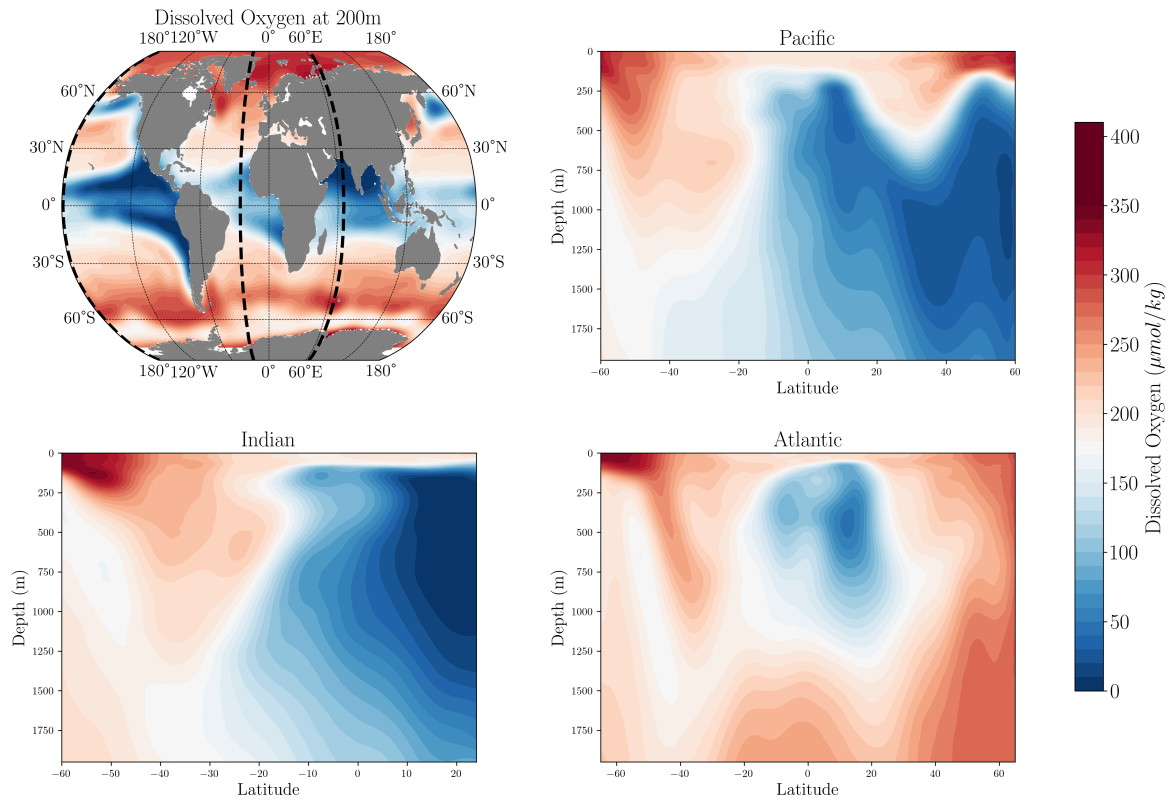 Dissolved Oxygen at 200m
180°120°W 0° 60°E 180°
60°N 60°N
30°N 30°N
0° 0°
30°S 30°S
60°S 60°S
180°120°W 0° 60°E 180°
Pacific
0
250
500
750
1000
1250
1500
1750
Depth (m)
−60 −40 −20 0 20 40 60
Latitude
Indian
0
250
500
750
1000
1250
1500
1750
Depth (m)
−60 −50 −40 −30 −20 −10 0 10 20
Latitude
Atlantic
0
250
500
750
1000
1250
1500
1750
Depth (m)
−60 −40 −20 0 20 40 60
Latitude
400
350
300
250
200
150
100
50
0
Dissolved Oxygen (μmol/kg)